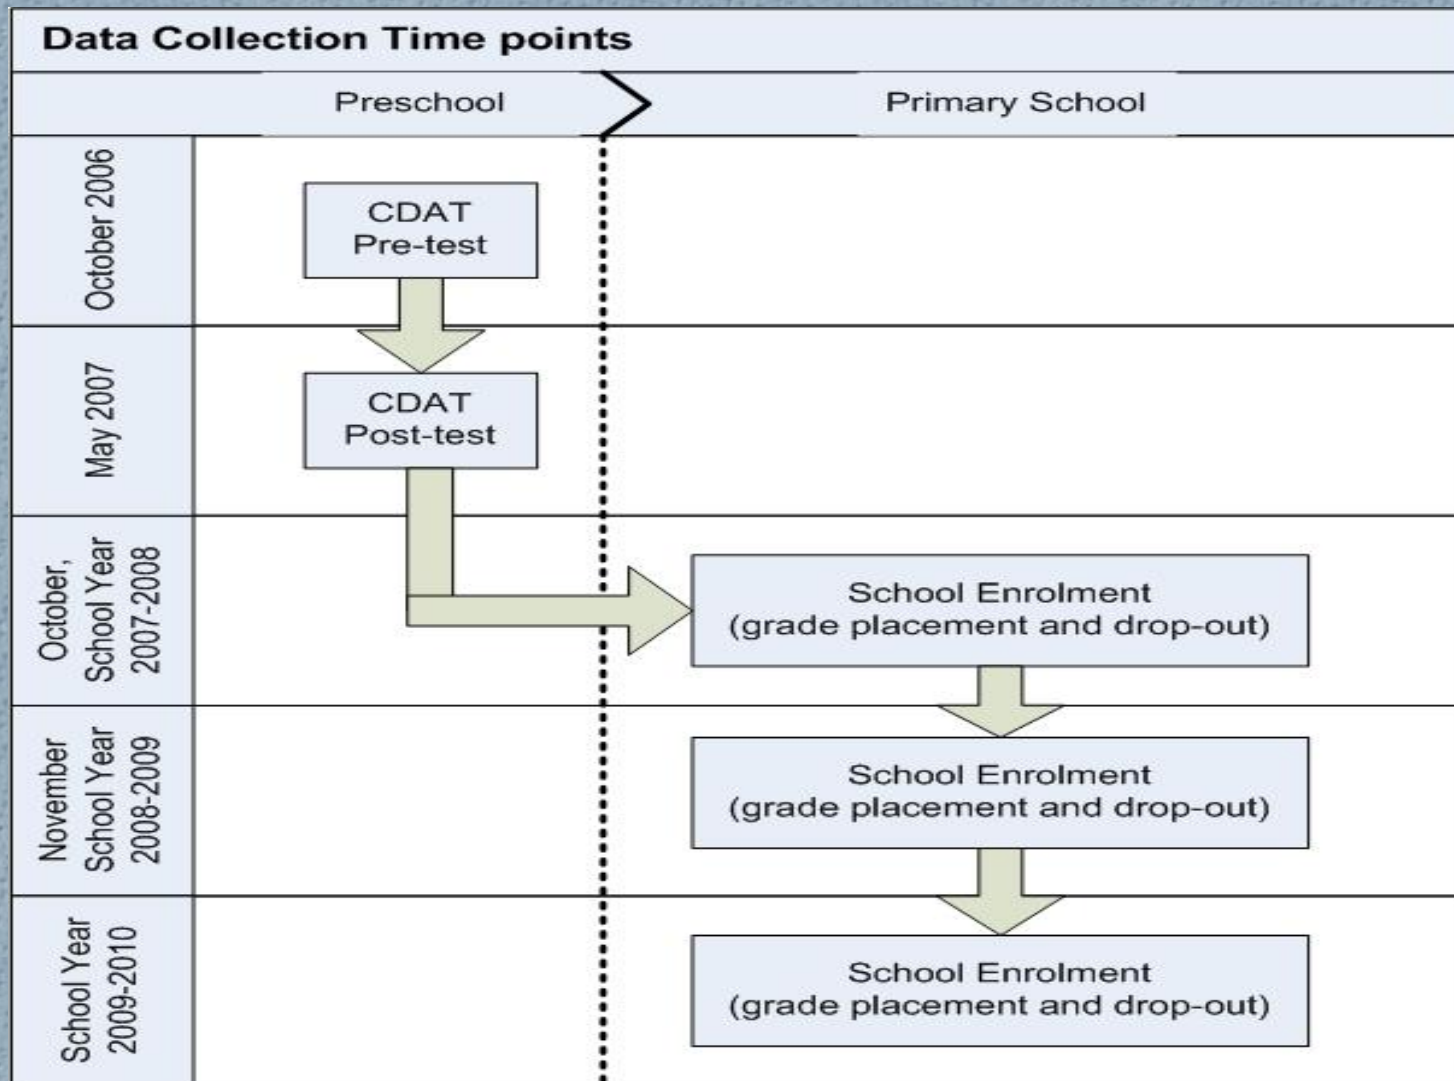 Data Collection Time points
Preschool
Primary School
October 2006
CDAT
Pre-test
May 2007
CDAT
Post-test
October,
School Year
2007-2008
School Enrolment
(grade placement and drop-out)
November
School Year
2008-2009
School Enrolment
(grade placement and drop-out)
School Year
2009-2010
School Enrolment
(grade placement and drop-out)